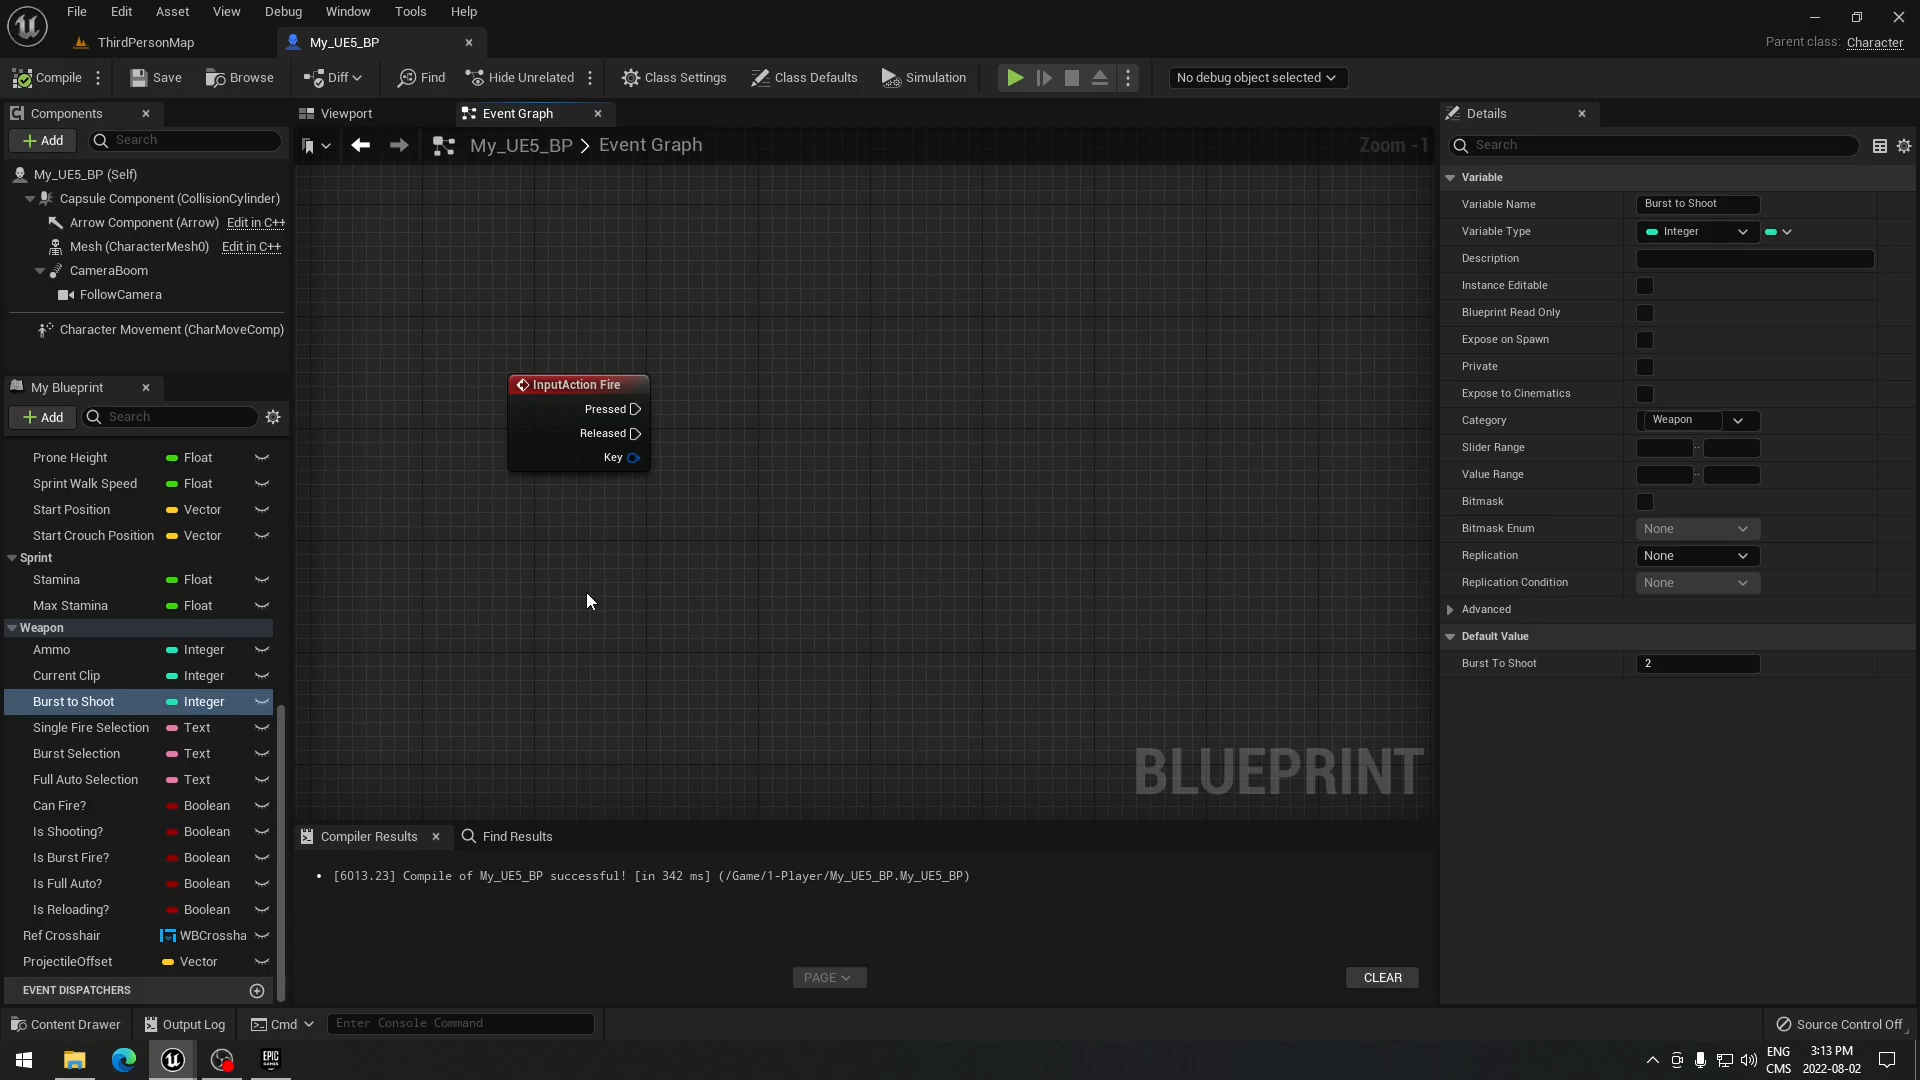 File Edit Asset View Debug Window Tools Help
ThirdPersonMap
My_UE5_BP
Parent class: Character
Compile
Save
Browse
Diff
Find
Hide Unrelated
Class Settings
Class Defaults
Simulation
No debug object selected
Components
Add
Search
My_UE5_BP (Self)
Capsule Component (CollisionCylinder)
Arrow Component (Arrow) Edit in C++
Mesh (CharacterMesh0) Edit in C++
CameraBoom
FollowCamera
Character Movement (CharMoveComp)
My Blueprint
Add
Search
Prone Height Float
Sprint Walk Speed Float
Start Position Vector
Start Crouch Position Vector
Sprint
Stamina Float
Max Stamina Float
Weapon
Ammo Integer
Current Clip Integer
Burst to Shoot Integer
Single Fire Selection Text
Burst Selection Text
Full Auto Selection Text
Can Fire? Boolean
Is Shooting? Boolean
Is Burst Fire? Boolean
Is Full Auto? Boolean
Is Reloading? Boolean
Ref Crosshair WBCrossha
ProjectileOffset Vector
EVENT DISPATCHERS
Viewport
Event Graph
My_UE5_BP > Event Graph
Zoom -1
InputAction Fire
Pressed
Released
Key
BLUEPRINT
Compiler Results
Find Results
[6013.23] Compile of My_UE5_BP successful! [in 342 ms] (/Game/1-Player/My_UE5_BP.My_UE5_BP)
PAGE
CLEAR
Details
Search
Variable
Variable Name Burst to Shoot
Variable Type Integer
Description
Instance Editable
Blueprint Read Only
Expose on Spawn
Private
Expose to Cinematics
Category Weapon
Slider Range
Value Range
Bitmask
Bitmask Enum None
Replication None
Replication Condition None
Advanced
Default Value
Burst To Shoot 2
Content Drawer
Output Log
Cmd
Enter Console Command
Source Control Off
EPIC
GAMES
ENG
CMS
3:13 PM
2022-08-02